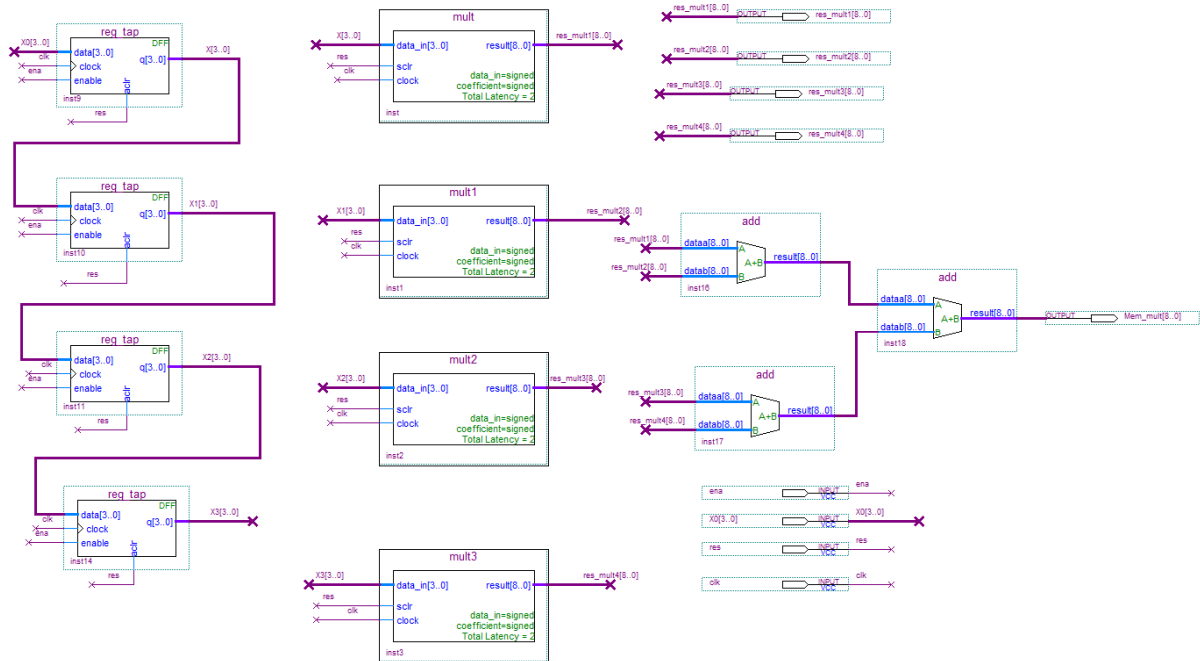 reg_tap
DFF
X0[3..0]
clk
ena
data[3..0]
clock
enable
q[3..0]
aclr
X[3..0]
inst9
res
reg_tap
DFF
clk
ena
data[3..0]
clock
enable
q[3..0]
aclr
X1[3..0]
inst10
res
reg_tap
DFF
clk
ena
data[3..0]
clock
enable
q[3..0]
aclr
X2[3..0]
inst11
res
reg_tap
DFF
clk
ena
data[3..0]
clock
enable
q[3..0]
aclr
X3[3..0]
inst14
res
mult
X[3..0]
res
clk
data_in[3..0]
sclr
clock
result[8..0]
res_mult1[8..0]
data_in=signed
coefficient=signed
Total Latency = 2
inst
mult1
X1[3..0]
res
clk
data_in[3..0]
sclr
clock
result[8..0]
res_mult2[8..0]
data_in=signed
coefficient=signed
Total Latency = 2
inst1
mult2
X2[3..0]
res
clk
data_in[3..0]
sclr
clock
result[8..0]
res_mult3[8..0]
data_in=signed
coefficient=signed
Total Latency = 2
inst2
mult3
X3[3..0]
res
clk
data_in[3..0]
sclr
clock
result[8..0]
res_mult4[8..0]
data_in=signed
coefficient=signed
Total Latency = 2
inst3
res_mult1[8..0] OUTPUT res_mult1[8..0]
res_mult2[8..0] OUTPUT res_mult2[8..0]
res_mult3[8..0] OUTPUT res_mult3[8..0]
res_mult4[8..0] OUTPUT res_mult4[8..0]
add
res_mult1[8..0]
res_mult2[8..0]
dataa[8..0]
datab[8..0]
A
A+B
B
result[8..0]
inst16
add
dataa[8..0]
datab[8..0]
A
A+B
B
result[8..0]
inst18
OUTPUT Mem_mult[8..0]
add
res_mult3[8..0]
res_mult4[8..0]
dataa[8..0]
datab[8..0]
A
A+B
B
result[8..0]
inst17
ena INPUT ena
VCC
X0[3..0] INPUT X0[3..0]
VCC
res INPUT res
VCC
clk INPUT clk
VCC